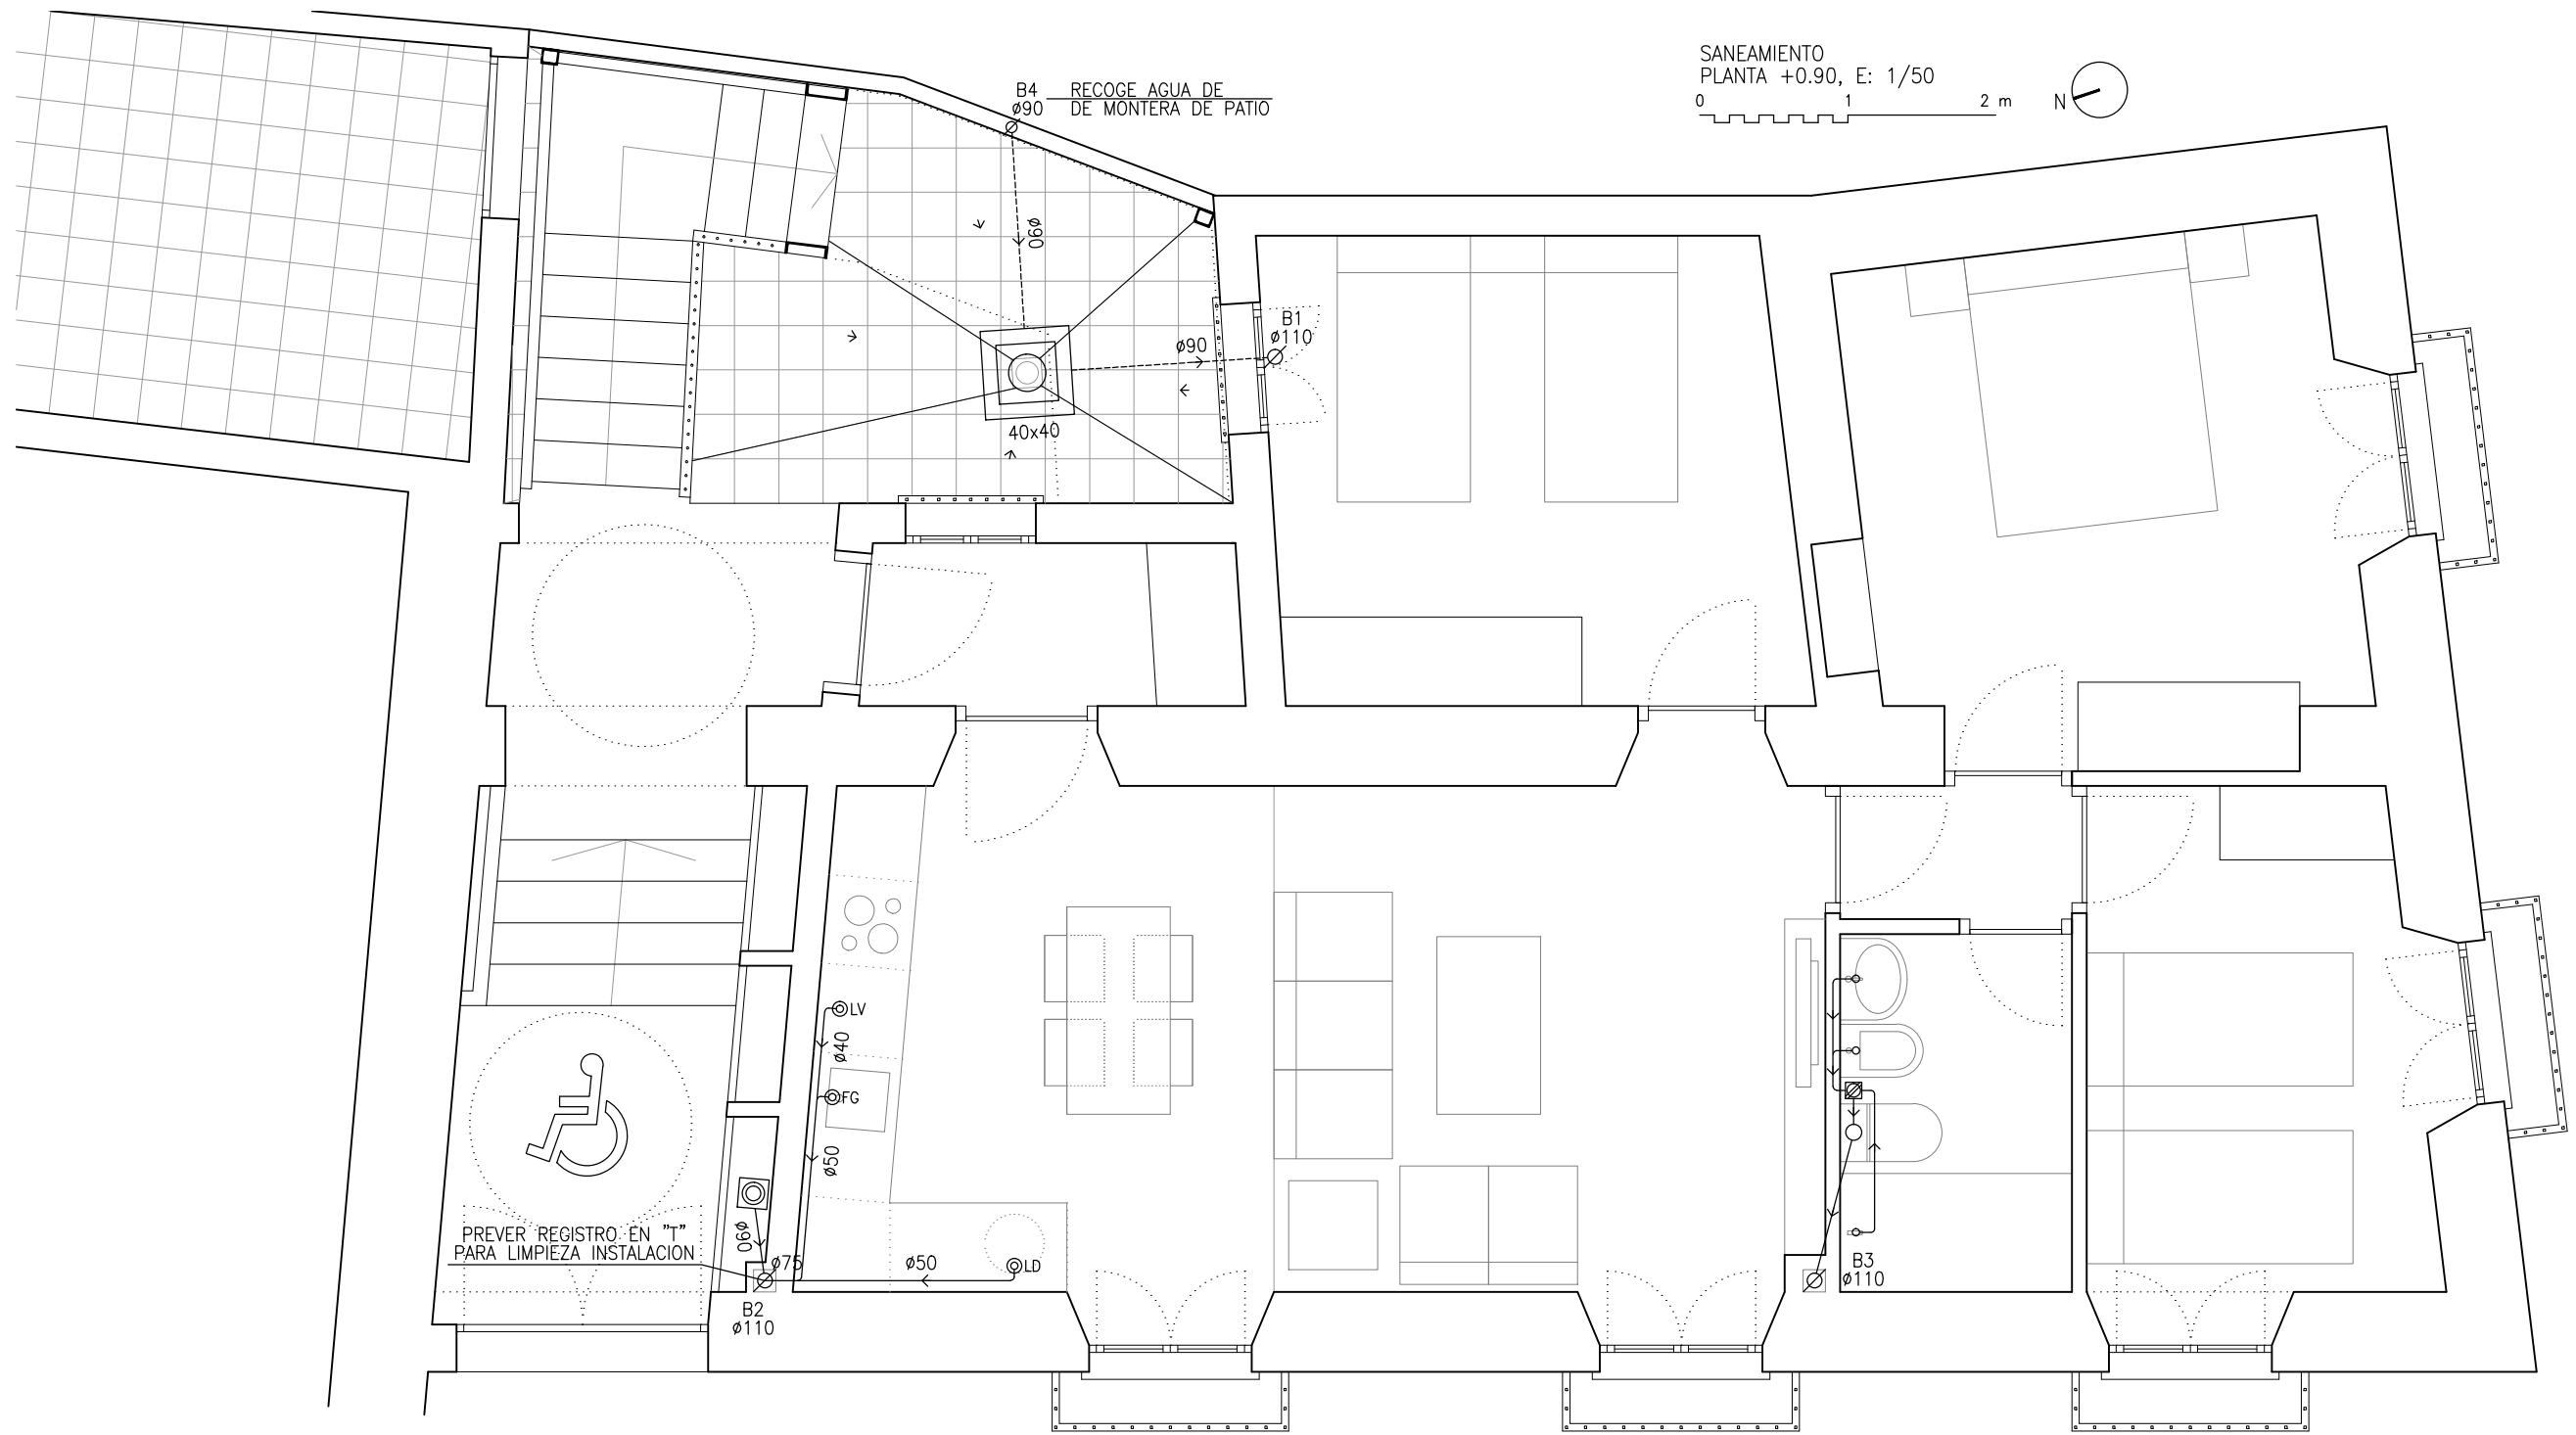 SANEAMIENTO
PLANTA +0.90, E: 1/50
0 1 2 m
N
B4 RECOGE AGUA DE
ø90 DE MONTERA DE PATIO
ø90
B1
ø110
ø90
40x40
LV
ø40
FG
ø50
PREVER REGISTRO EN "T"
PARA LIMPIEZA INSTALACION
ø90
ø75
ø50
LD
B2
ø110
B3
ø110